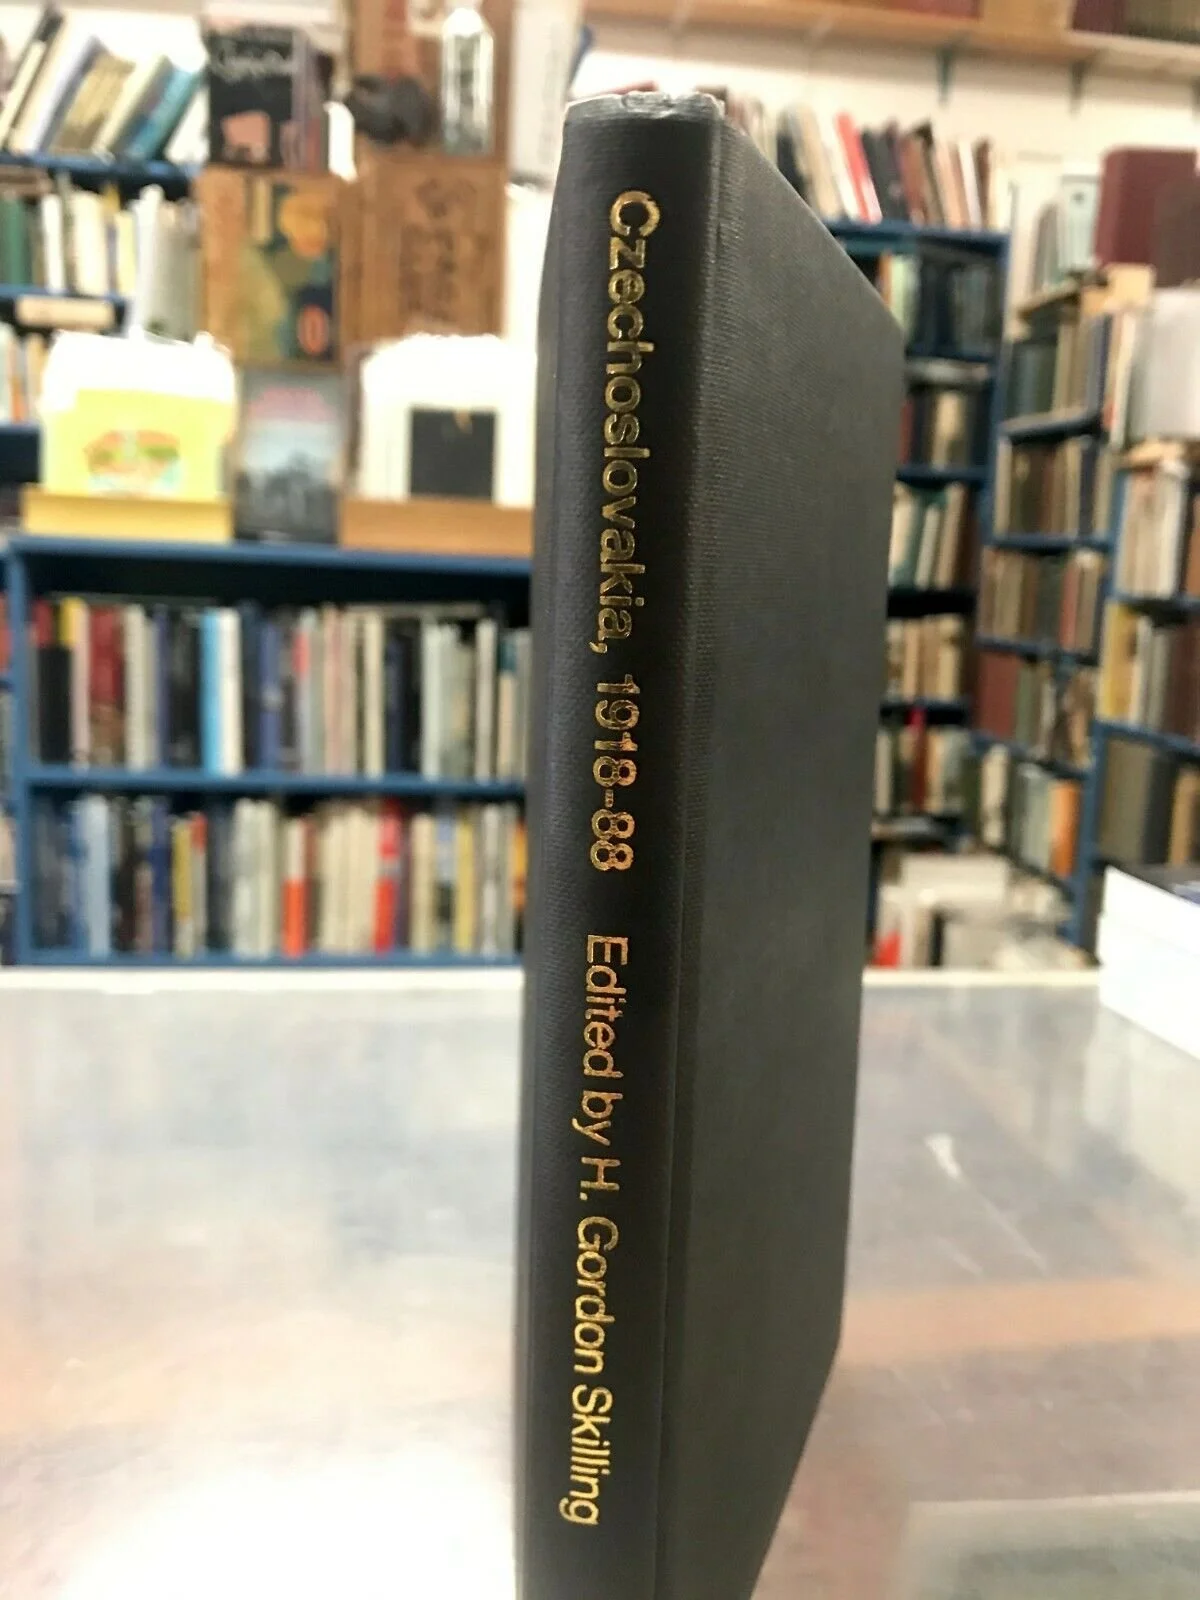 Czechoslovakia, 1918-88 Edited by H. Gordon Skilling